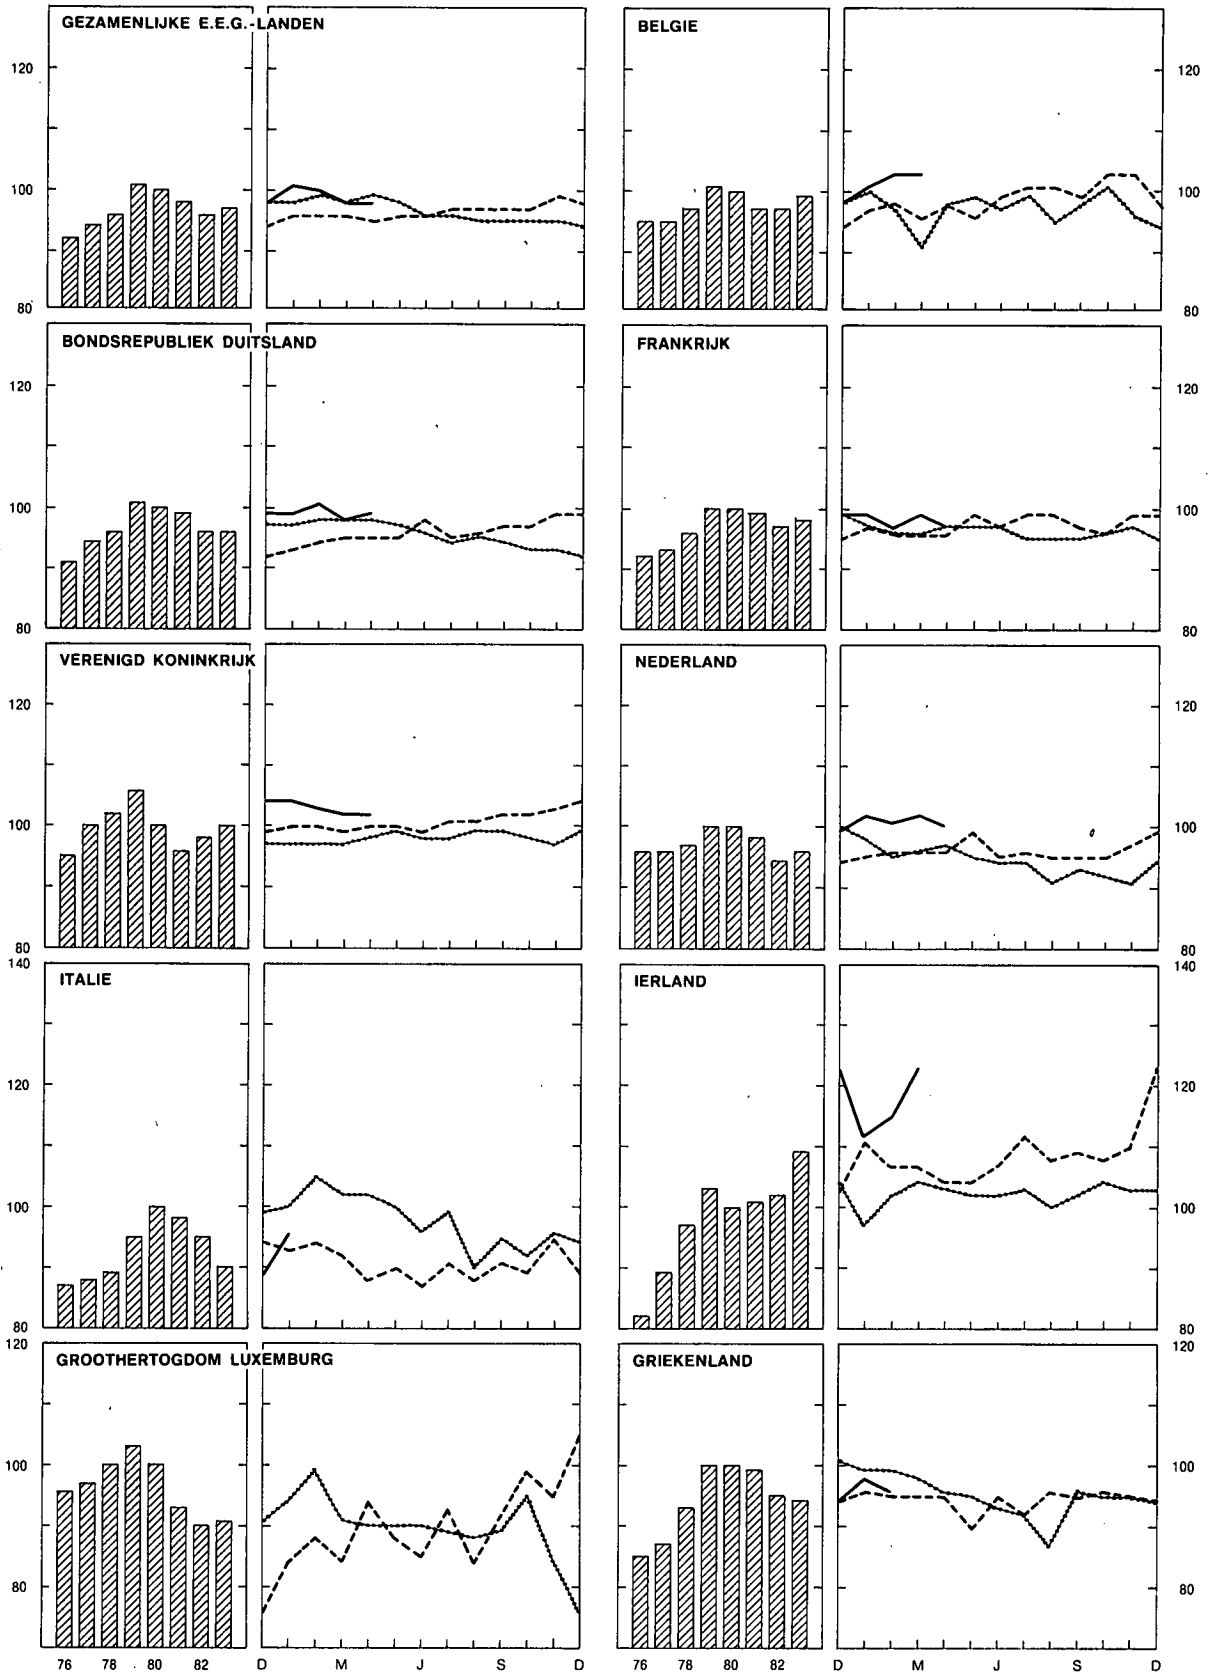 GEZAMENLIJKE E.E.G.-LANDEN
BELGIE
120
120
100
100
80
80
BONDSREPUBLIEK DUITSLAND
FRANKRIJK
120
120
100
100
80
80
VERENIGD KONINKRIJK
NEDERLAND
120
120
100
100
80
80
140
140
ITALIE
IERLAND
120
120
100
100
80
80
120
120
GROOTHERTOGDOM LUXEMBURG
GRIEKENLAND
100
100
80
80
76 78 80 82 D M J S D 76 78 80 82 D M J S D